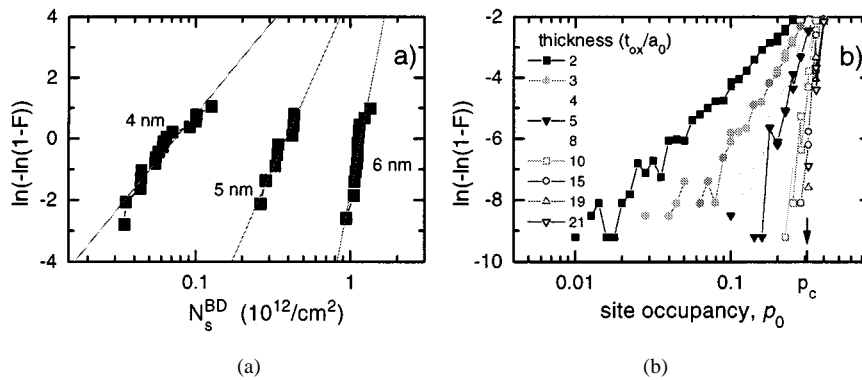 a)
4
2
0
-2
-4
ln(-ln(1-F))
4 nm
5 nm
6 nm
0.1
1
N_s^BD (10^12/cm^2)
(a)
b)
-2
-4
-6
-8
-10
ln(-ln(1-F))
thickness (t_ox/a_0)
2
3
4
5
8
10
15
19
21
0.01
0.1
p_c
site occupancy, p_0
(b)